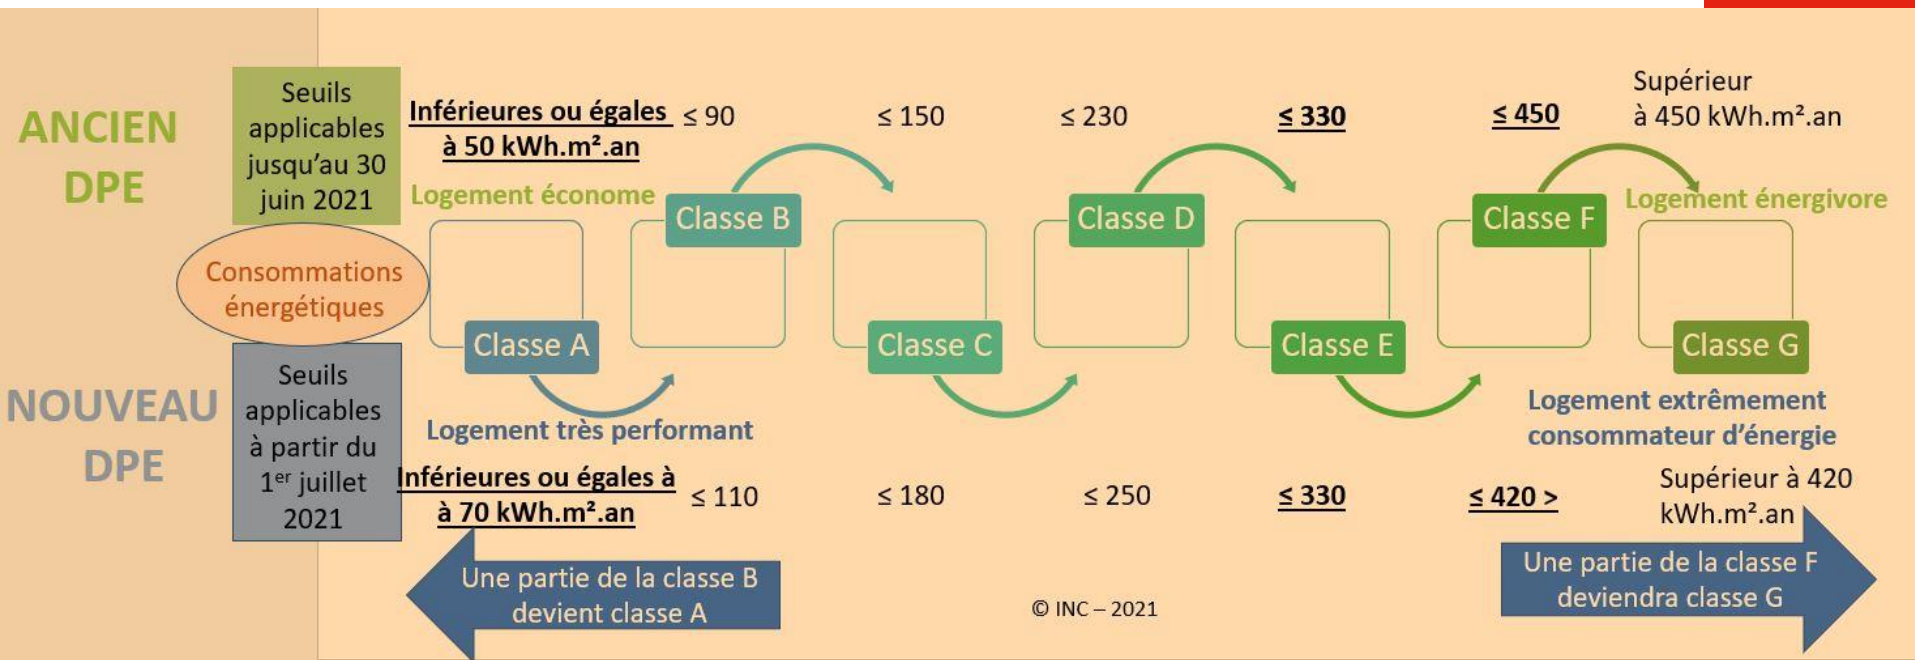 ANCIEN
DPE
Seuils
applicables
jusqu'au 30
juin 2021
Inférieures ou égales
à 50 kWh.m².an
≤ 90
≤ 150
≤ 230
≤ 330
≤ 450
Supérieur
à 450 kWh.m².an
Logement économe
Logement énergivore
Classe B
Classe D
Classe F
Consommations
énergétiques
Classe A
Classe C
Classe E
Classe G
NOUVEAU
DPE
Seuils
applicables
à partir du
1er juillet
2021
Logement très performant
Logement extrêmement
consommateur d'énergie
Inférieures ou égales à
à 70 kWh.m².an
≤ 110
≤ 180
≤ 250
≤ 330
≤ 420 >
Supérieur à 420
kWh.m².an
Une partie de la classe B
devient classe A
© INC – 2021
Une partie de la classe F
deviendra classe G